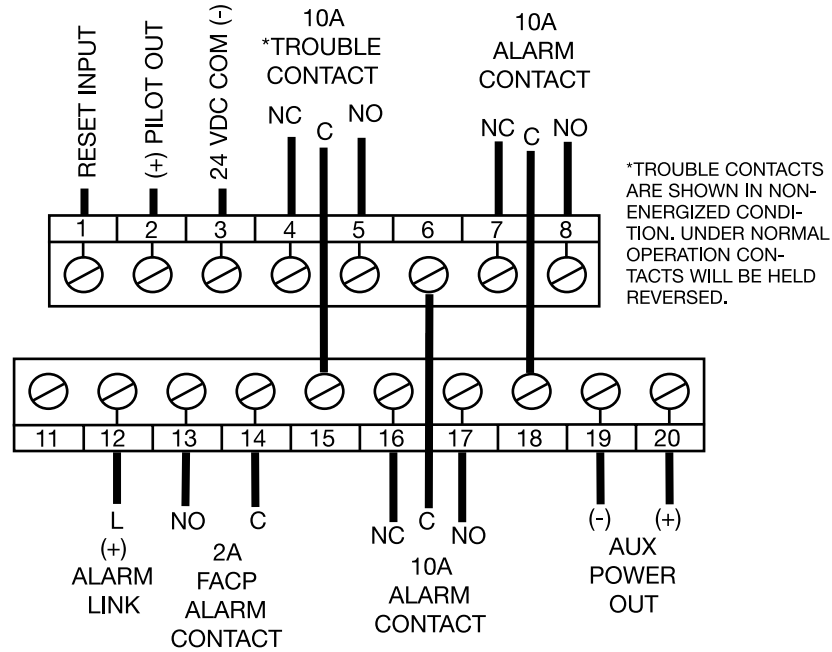 RESET INPUT
(+) PILOT OUT
24 VDC COM (-)
10A
*TROUBLE
CONTACT
NC C NO
10A
ALARM
CONTACT
NC C NO
*TROUBLE CONTACTS
ARE SHOWN IN NON-
ENERGIZED CONDI-
TION. UNDER NORMAL
OPERATION CON-
TACTS WILL BE HELD
REVERSED.
1 2 3 4 5 6 7 8
11 12 13 14 15 16 17 18 19 20
L
(+)
ALARM
LINK
NO C
2A
FACP
ALARM
CONTACT
NC C NO
10A
ALARM
CONTACT
(-) (+)
AUX
POWER
OUT